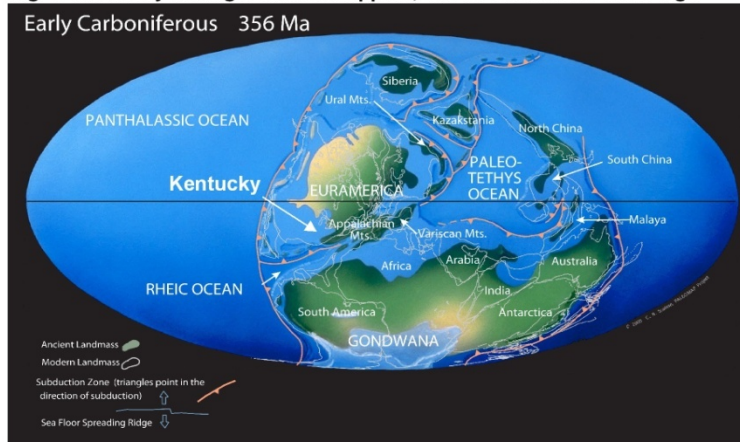 Early Carboniferous 356 Ma
Siberia
Ural Mts.
PANTHALASSIC OCEAN
Kazakstania
North China
PALEO-
TETHYS
OCEAN
South China
Kentucky
EURAMERICA
Appalachian
Mts.
Variscan Mts.
Malaya
Africa
Arabia
Australia
RHEIC OCEAN
India
South America
Antarctica
GONDWANA
Ancient Landmass
Modern Landmass
Subduction Zone (triangles point in the
direction of subduction)
Sea Floor Spreading Ridge